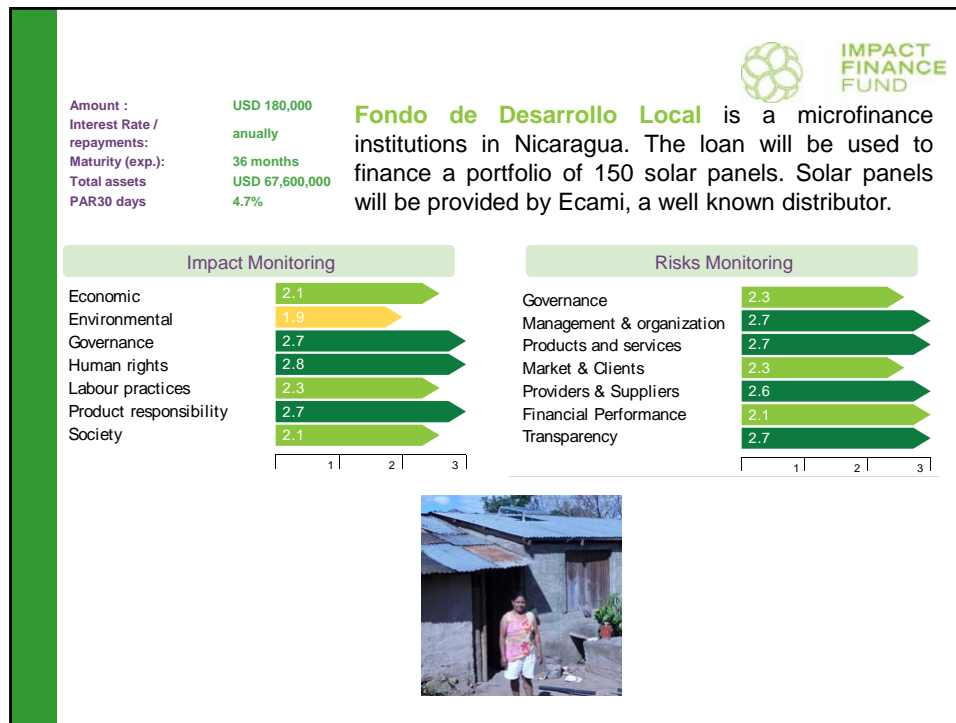 IMPACT
FINANCE
FUND
Amount : USD 180,000
Interest Rate /
repayments: anually
Maturity (exp.): 36 months
Total assets USD 67,600,000
PAR30 days 4.7%
Fondo de Desarrollo Local is a microfinance
institutions in Nicaragua. The loan will be used to
finance a portfolio of 150 solar panels. Solar panels
will be provided by Ecami, a well known distributor.
Impact Monitoring
Economic 2.1
Environmental 1.9
Governance 2.7
Human rights 2.8
Labour practices 2.3
Product responsibility 2.7
Society 2.1
1 2 3
Risks Monitoring
Governance 2.3
Management & organization 2.7
Products and services 2.7
Market & Clients 2.3
Providers & Suppliers 2.6
Financial Performance 2.1
Transparency 2.7
1 2 3